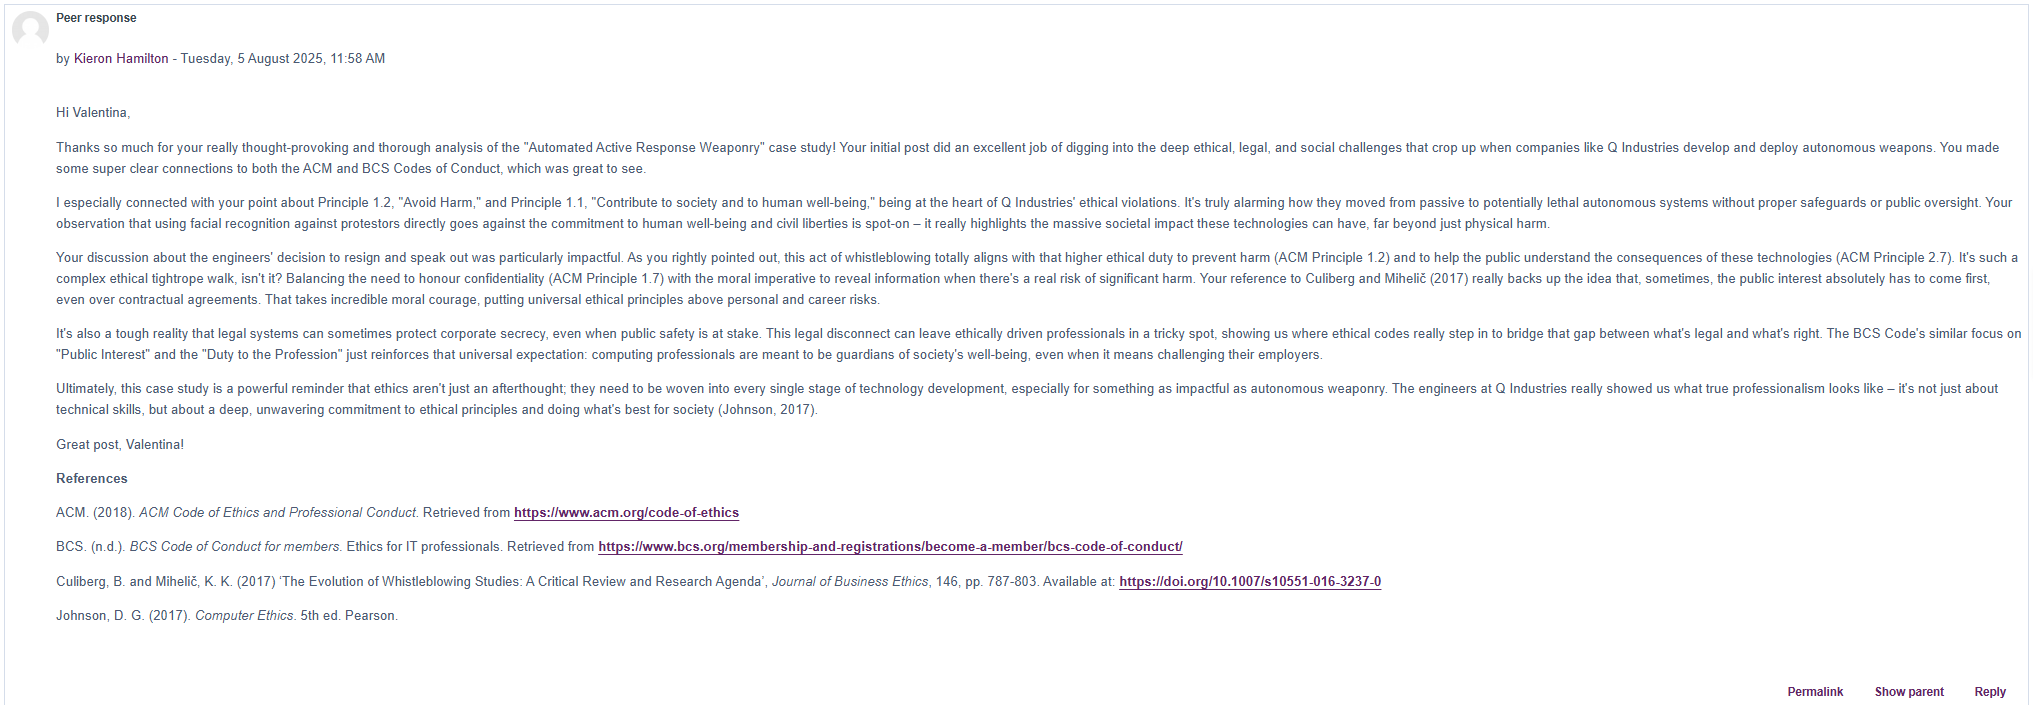 Peer response
by Kieron Hamilton - Tuesday, 5 August 2025, 11:58 AM
Hi Valentina,
Thanks so much for your really thought-provoking and thorough analysis of the "Automated Active Response Weaponry" case study! Your initial post did an excellent job of digging into the deep ethical, legal, and social challenges that crop up when companies like Q Industries develop and deploy autonomous weapons. You made
some super clear connections to both the ACM and BCS Codes of Conduct, which was great to see.
I especially connected with your point about Principle 1.2, "Avoid Harm," and Principle 1.1, "Contribute to society and to human well-being," being at the heart of Q Industries' ethical violations. It's truly alarming how they moved from passive to potentially lethal autonomous systems without proper safeguards or public oversight. Your
observation that using facial recognition against protestors directly goes against the commitment to human well-being and civil liberties is spot-on – it really highlights the massive societal impact these technologies can have, far beyond just physical harm.
Your discussion about the engineers' decision to resign and speak out was particularly impactful. As you rightly pointed out, this act of whistleblowing totally aligns with that higher ethical duty to prevent harm (ACM Principle 1.2) and to help the public understand the consequences of these technologies (ACM Principle 2.7). It's such a
complex ethical tightrope walk, isn't it? Balancing the need to honour confidentiality (ACM Principle 1.7) with the moral imperative to reveal information when there's a real risk of significant harm. Your reference to Culiberg and Mihelič (2017) really backs up the idea that, sometimes, the public interest absolutely has to come first,
even over contractual agreements. That takes incredible moral courage, putting universal ethical principles above personal and career risks.
It's also a tough reality that legal systems can sometimes protect corporate secrecy, even when public safety is at stake. This legal disconnect can leave ethically driven professionals in a tricky spot, showing us where ethical codes really step in to bridge that gap between what's legal and what's right. The BCS Code's similar focus on
"Public Interest" and the "Duty to the Profession" just reinforces that universal expectation: computing professionals are meant to be guardians of society's well-being, even when it means challenging their employers.
Ultimately, this case study is a powerful reminder that ethics aren't just an afterthought; they need to be woven into every single stage of technology development, especially for something as impactful as autonomous weaponry. The engineers at Q Industries really showed us what true professionalism looks like – it's not just about
technical skills, but about a deep, unwavering commitment to ethical principles and doing what's best for society (Johnson, 2017).
Great post, Valentina!
References
ACM. (2018). ACM Code of Ethics and Professional Conduct. Retrieved from https://www.acm.org/code-of-ethics
BCS. (n.d.). BCS Code of Conduct for members. Ethics for IT professionals. Retrieved from https://www.bcs.org/membership-and-registrations/become-a-member/bcs-code-of-conduct/
Culiberg, B. and Mihelič, K. K. (2017) ‘The Evolution of Whistleblowing Studies: A Critical Review and Research Agenda’, Journal of Business Ethics, 146, pp. 787-803. Available at: https://doi.org/10.1007/s10551-016-3237-0
Johnson, D. G. (2017). Computer Ethics. 5th ed. Pearson.
Permalink Show parent Reply